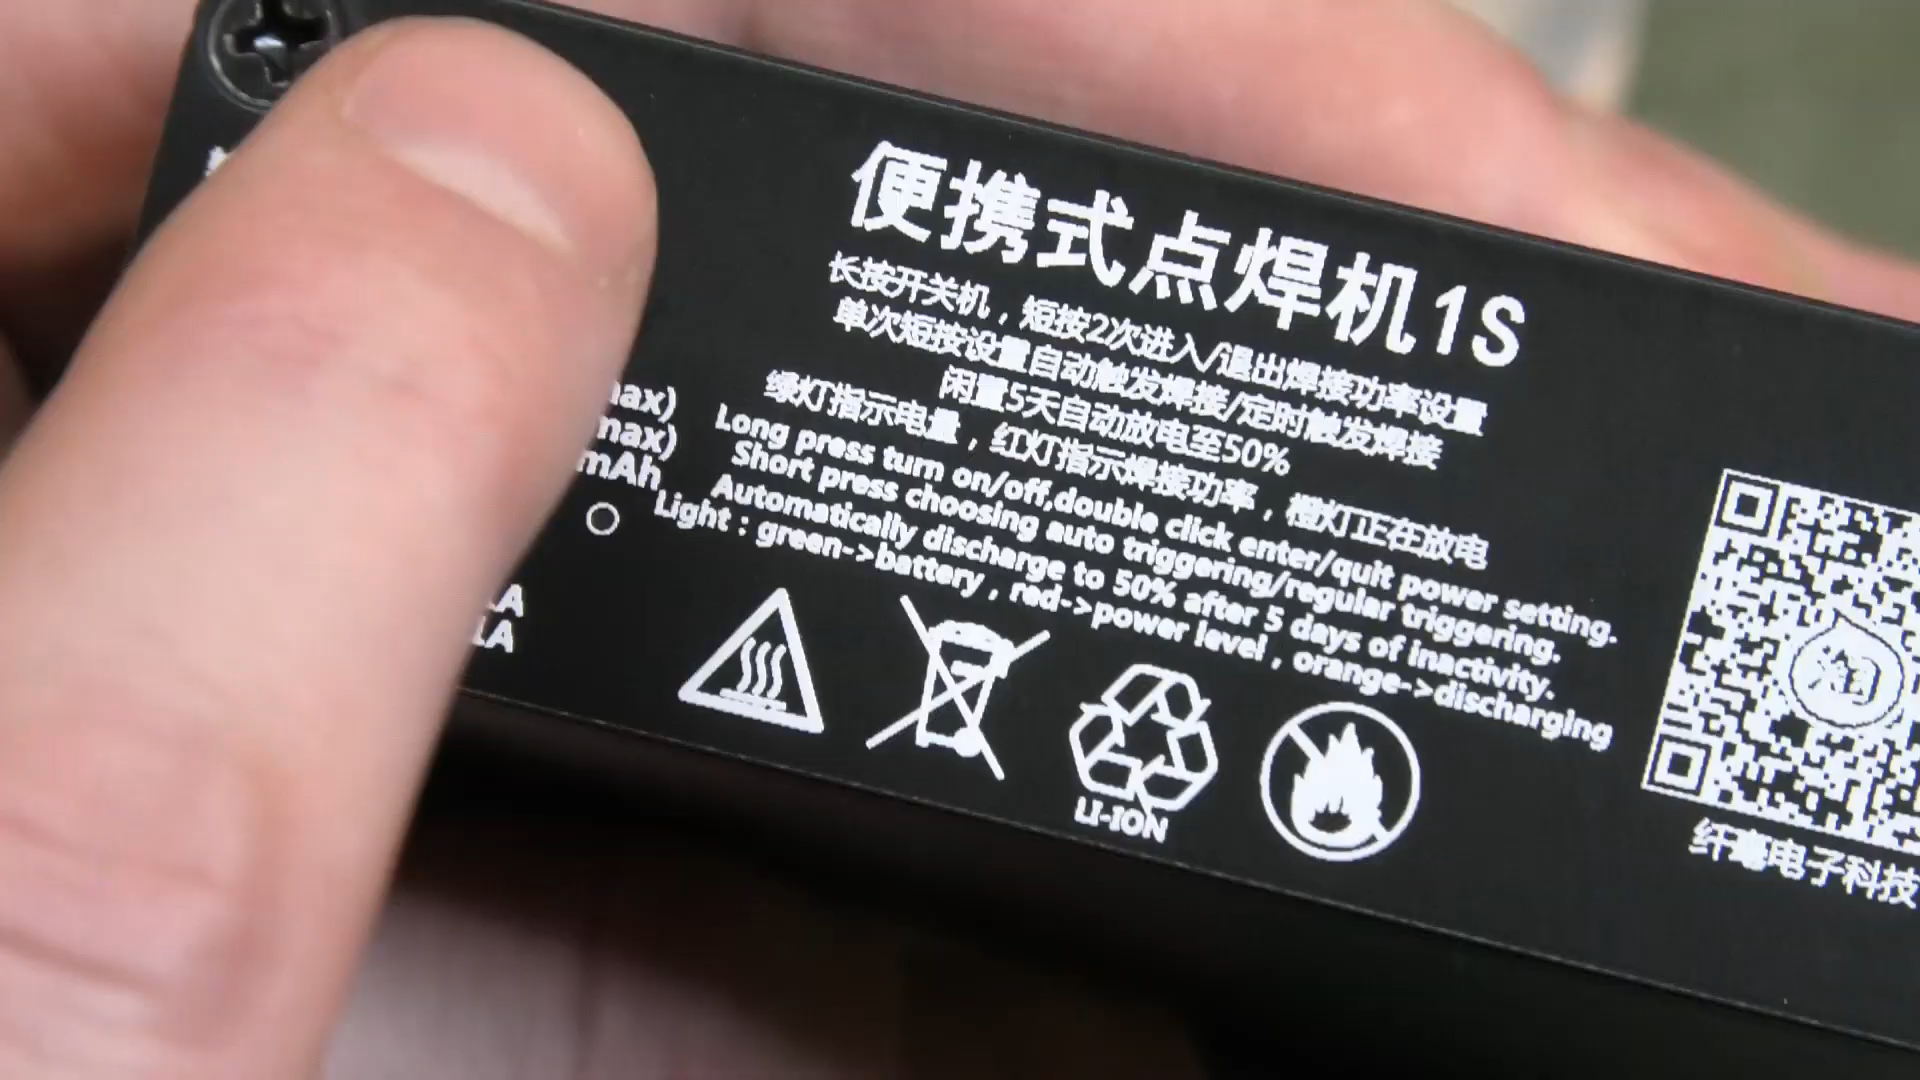 便携式点焊机1S
长按开关机，短按2次进入/退出焊接功率设置
单次短按设置自动触发焊接/定时触发焊接
闲置5天自动放电至50%
绿灯指示电量，红灯指示焊接功率，橙灯正在放电
Long press turn on/off,double click enter/quit power setting.
Short press choosing auto triggering/regular triggering.
Automatically discharge to 50% after 5 days of inactivity.
Light：green->battery，red->power level，orange->discharging
max)
mAh
LI-ION
纤毫电子科技